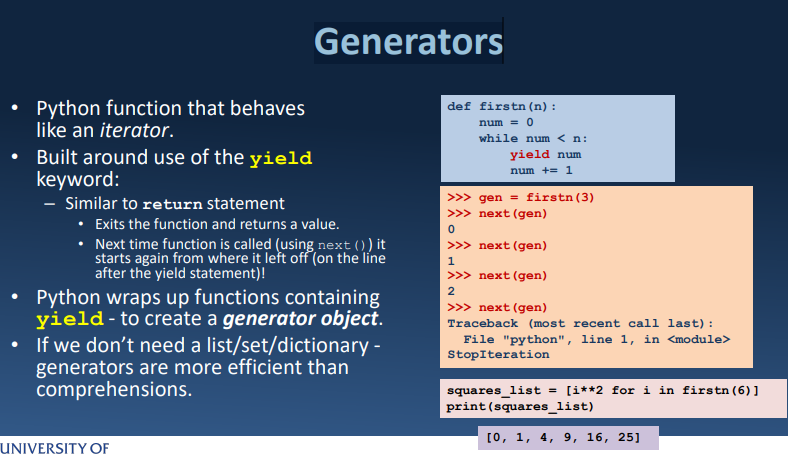 Generators
• Python function that behaves
like an iterator.
• Built around use of the yield
keyword:
– Similar to return statement
• Exits the function and returns a value.
• Next time function is called (using next()) it
starts again from where it left off (on the line
after the yield statement)!
• Python wraps up functions containing
yield - to create a generator object.
• If we don’t need a list/set/dictionary -
generators are more efficient than
comprehensions.
def firstn(n):
    num = 0
    while num < n:
        yield num
        num += 1
>>> gen = firstn(3)
>>> next(gen)
0
>>> next(gen)
1
>>> next(gen)
2
>>> next(gen)
Traceback (most recent call last):
  File "python", line 1, in <module>
StopIteration
squares_list = [i**2 for i in firstn(6)]
print(squares_list)
[0, 1, 4, 9, 16, 25]
UNIVERSITY OF